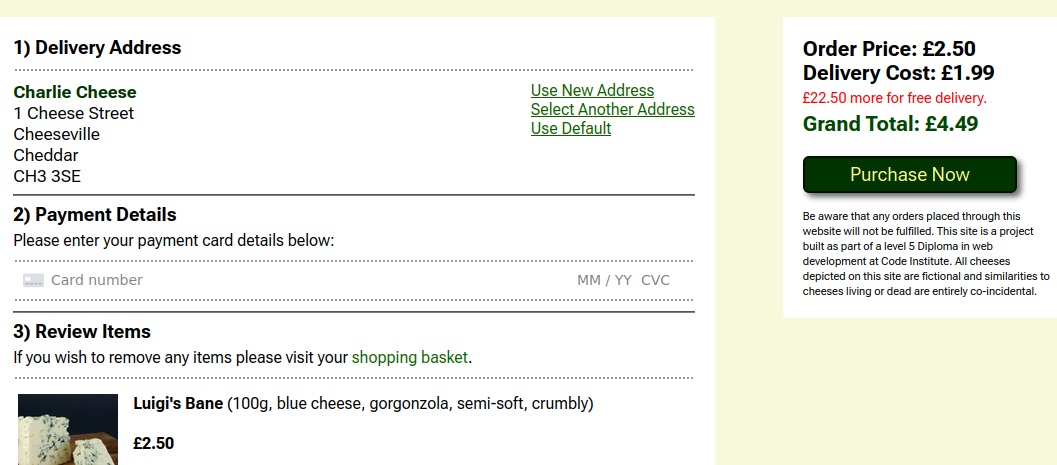 1) Delivery Address
Charlie Cheese
1 Cheese Street
Cheeseville
Cheddar
CH3 3SE
Use New Address
Select Another Address
Use Default
2) Payment Details
Please enter your payment card details below:
Card number MM / YY CVC
3) Review Items
If you wish to remove any items please visit your shopping basket.
Luigi's Bane (100g, blue cheese, gorgonzola, semi-soft, crumbly)
£2.50
Order Price: £2.50
Delivery Cost: £1.99
£22.50 more for free delivery.
Grand Total: £4.49
Purchase Now
Be aware that any orders placed through this
website will not be fulfilled. This site is a project
built as part of a level 5 Diploma in web
development at Code Institute. All cheeses
depicted on this site are fictional and similarities to
cheeses living or dead are entirely co-incidental.